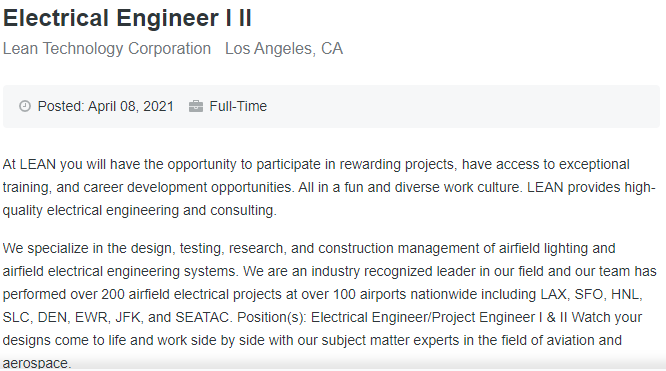 Electrical Engineer I II
Lean Technology Corporation Los Angeles, CA
Posted: April 08, 2021 Full-Time
At LEAN you will have the opportunity to participate in rewarding projects, have access to exceptional
training, and career development opportunities. All in a fun and diverse work culture. LEAN provides high-
quality electrical engineering and consulting.
We specialize in the design, testing, research, and construction management of airfield lighting and
airfield electrical engineering systems. We are an industry recognized leader in our field and our team has
performed over 200 airfield electrical projects at over 100 airports nationwide including LAX, SFO, HNL,
SLC, DEN, EWR, JFK, and SEATAC. Position(s): Electrical Engineer/Project Engineer I & II Watch your
designs come to life and work side by side with our subject matter experts in the field of aviation and
aerospace.